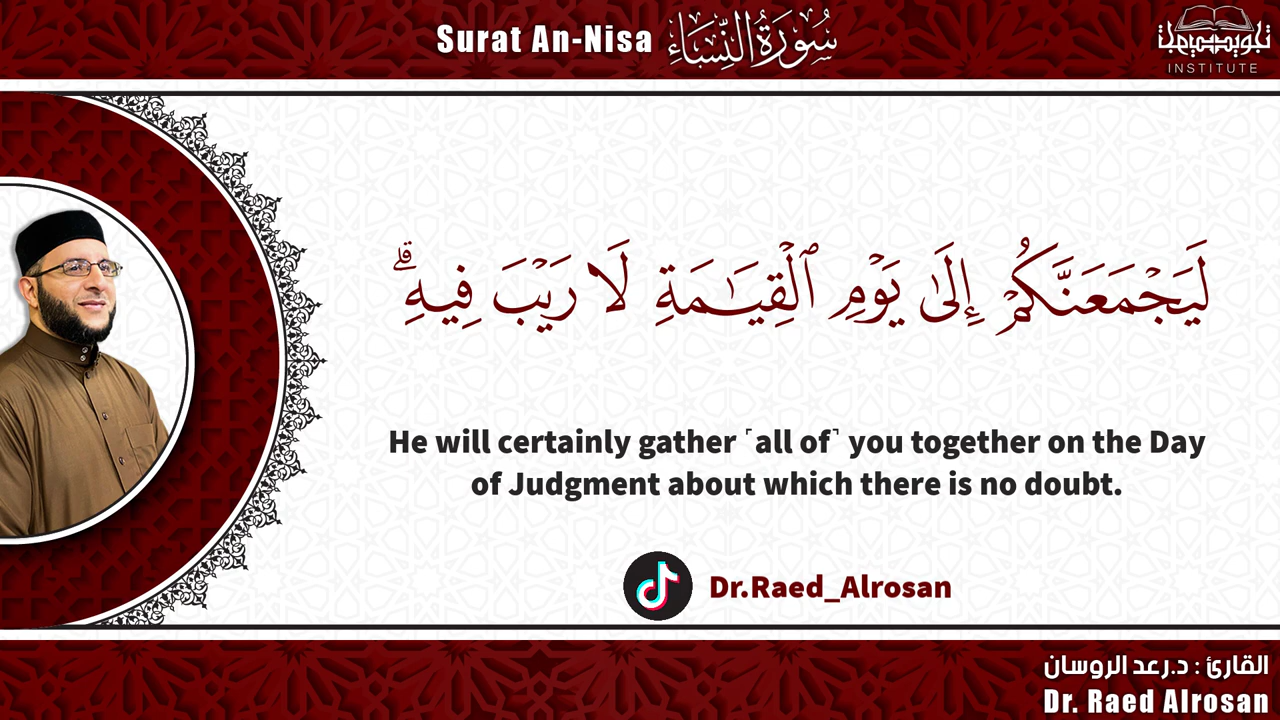 Surat An-Nisa سُورَةُ النِّسَاءِ
INSTITUTE
لَيَجْمَعَنَّكُمْ إِلَىٰ يَوْمِ ٱلْقِيَـٰمَةِ لَا رَيْبَ فِيهِ ۗ
He will certainly gather ˹all of˺ you together on the Day
of Judgment about which there is no doubt.
Dr.Raed_Alrosan
القارئ : د.رعد الروسان
Dr. Raed Alrosan